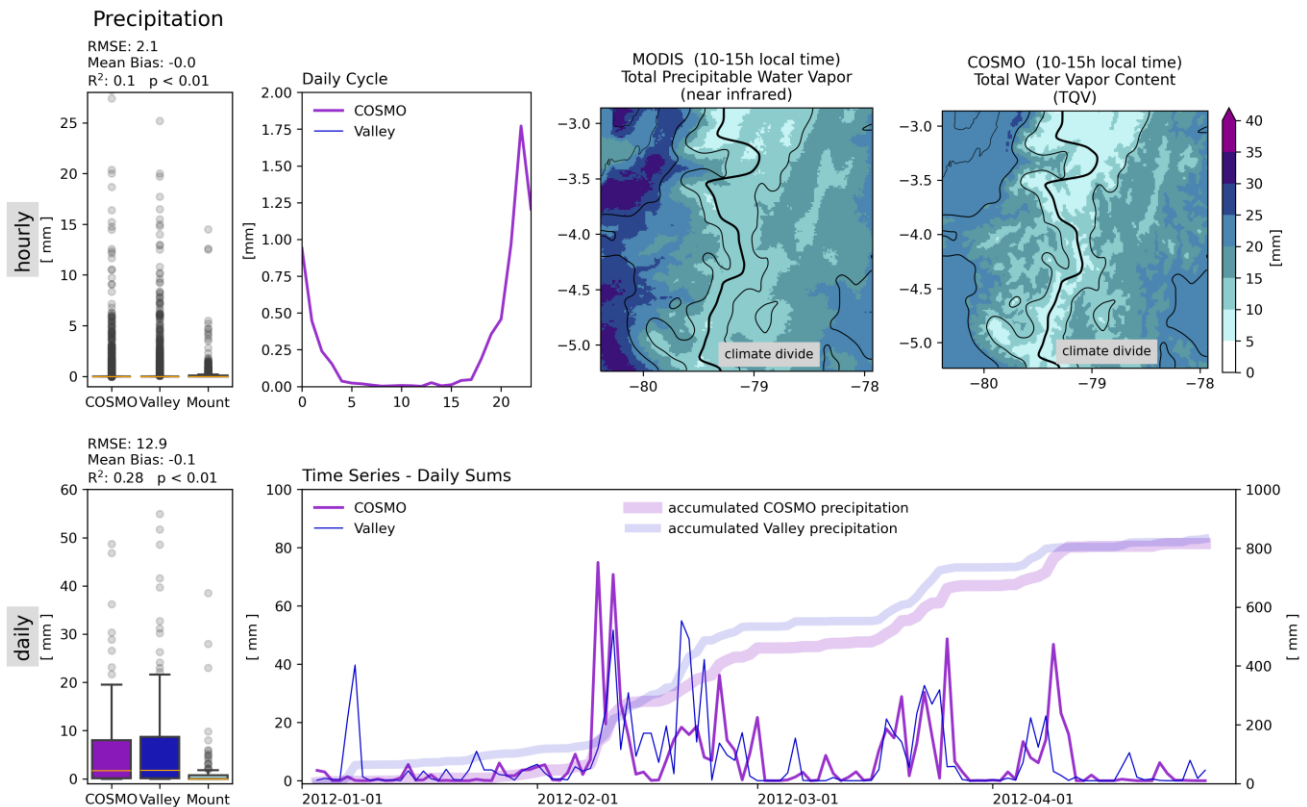 Precipitation
RMSE: 2.1
Mean Bias: -0.0
R²: 0.1   p < 0.01
hourly
[ mm ]
25
20
15
10
5
0
COSMO Valley Mount
Daily Cycle
COSMO
Valley
[mm]
2.00
1.75
1.50
1.25
1.00
0.75
0.50
0.25
0.00
0 5 10 15 20
MODIS  (10-15h local time)
Total Precipitable Water Vapor
(near infrared)
−3.0
−3.5
−4.0
−4.5
−5.0
climate divide
−80 −79 −78
COSMO  (10-15h local time)
Total Water Vapor Content
(TQV)
−3.0
−3.5
−4.0
−4.5
−5.0
climate divide
−80 −79 −78
40
35
30
25
20
15
10
5
0
[mm]
RMSE: 12.9
Mean Bias: -0.1
R²: 0.28   p < 0.01
daily
[ mm ]
60
50
40
30
20
10
0
COSMO Valley Mount
Time Series - Daily Sums
COSMO
Valley
accumulated COSMO precipitation
accumulated Valley precipitation
[ mm ]
100
80
60
40
20
0
2012-01-01 2012-02-01 2012-03-01 2012-04-01
1000
800
600
400
200
0
[ mm ]